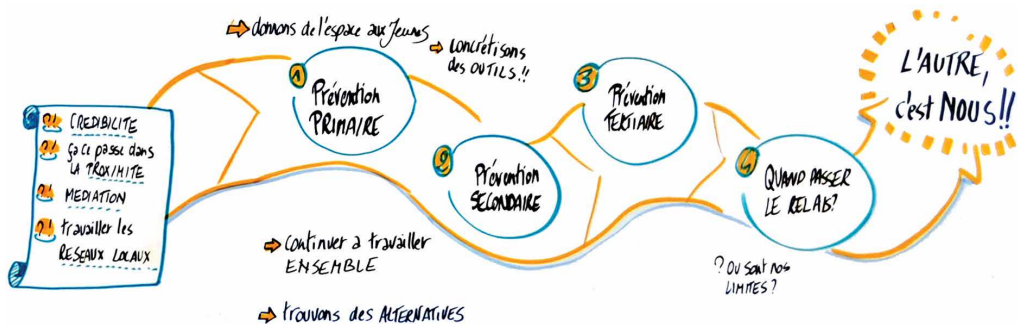 → donnons de l'espace aux Jeunes
→ concrétisons
des OUTILS!!
?! CREDIBILITE
?! ça ce passe dans
LA PROXIMITE
?! MEDIATION
?! travailler les
RESEAUX LOCAUX
1
Prévention
PRIMAIRE
2
Prévention
SECONDAIRE
3
Prévention
TERTIAIRE
4
QUAND PASSER
LE RELAIS?
L'AUTRE,
c'est NOUS!!
→ continuer a travailler
ENSEMBLE
→ trouvons des ALTERNATIVES
? Où sont nos
LIMITES?